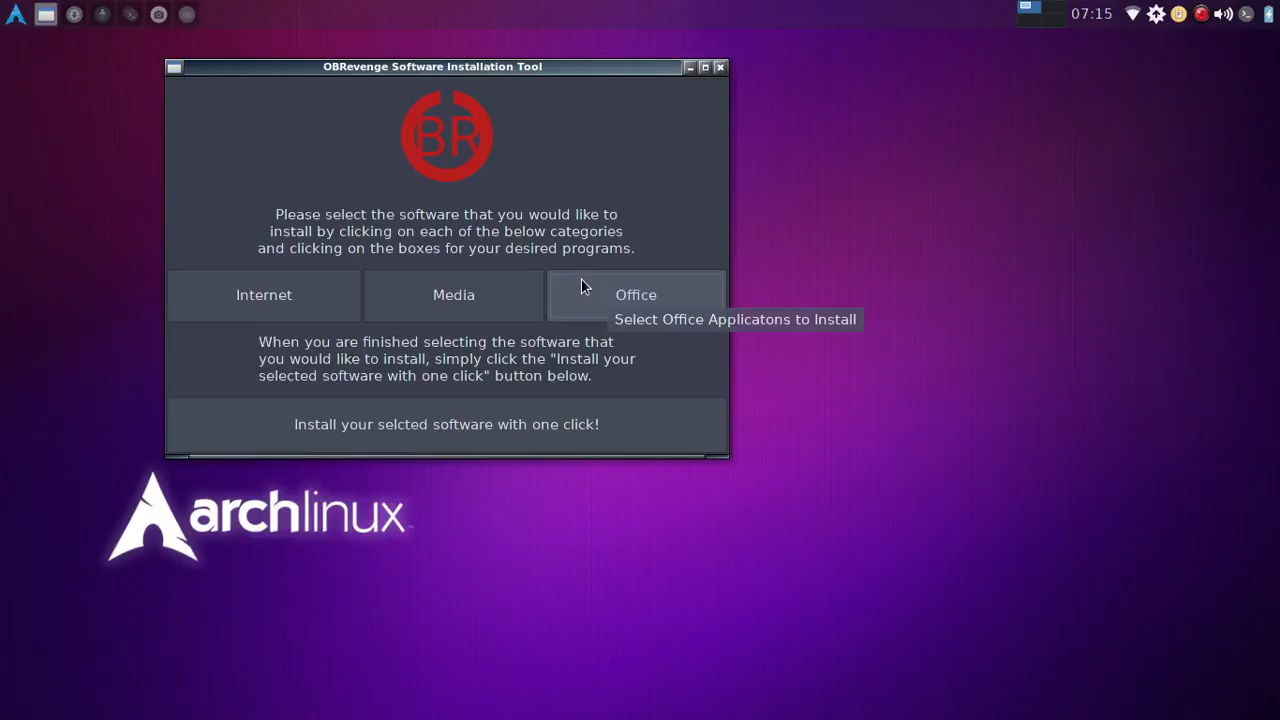 07:15
OBRevenge Software Installation Tool
BR
Please select the software that you would like to
install by clicking on each of the below categories
and clicking on the boxes for your desired programs.
Internet Media Office
Select Office Applicatons to Install
When you are finished selecting the software that
you would like to install, simply click the "Install your
selected software with one click" button below.
Install your selcted software with one click!
archlinux